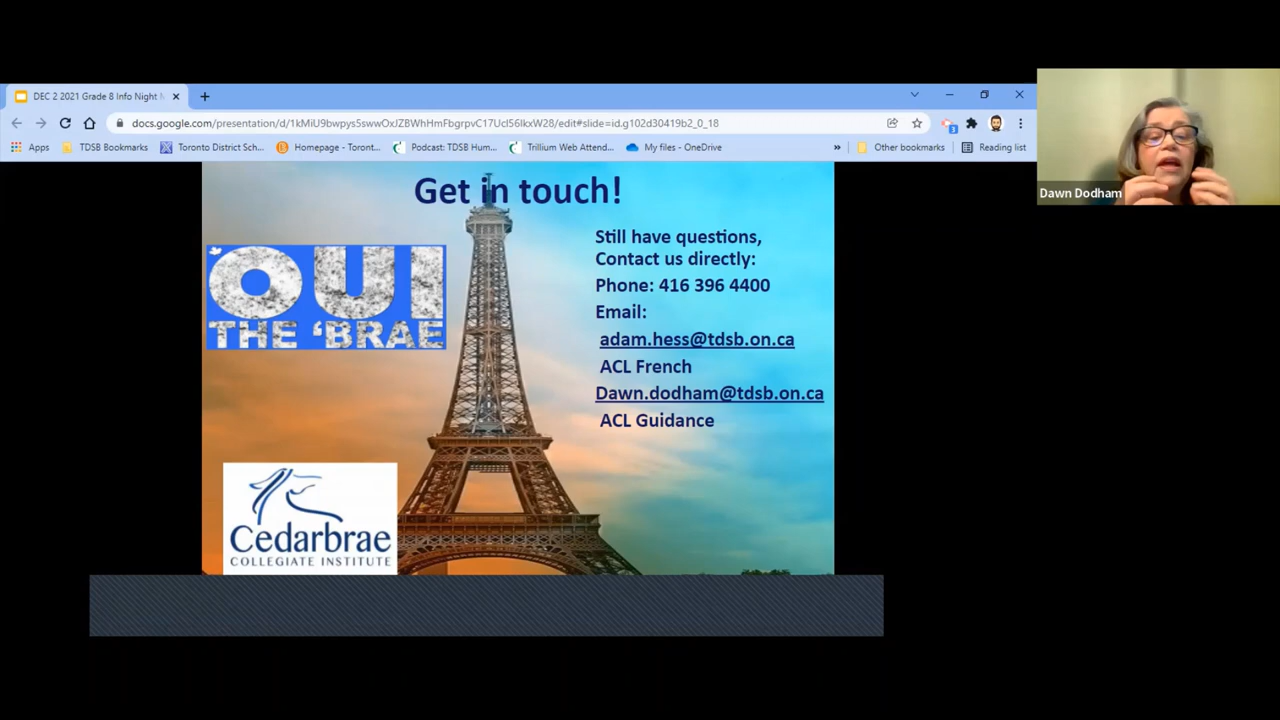 DEC 2 2021 Grade 8 Info Night
docs.google.com/presentation/d/1kMiU9bwpys5swwOxJZBWhHmFbgrpvC17UcI56IkxW28/edit#slide=id.g102d30419b2_0_18
Apps TDSB Bookmarks Toronto District Sch... Homepage - Toront... Podcast: TDSB Hum... Trillium Web Attend... My files - OneDrive » Other bookmarks Reading list
Dawn Dodham
Get in touch!
OUI
THE ‘BRAE
Still have questions,
Contact us directly:
Phone: 416 396 4400
Email:
adam.hess@tdsb.on.ca
ACL French
Dawn.dodham@tdsb.on.ca
ACL Guidance
Cedarbrae
COLLEGIATE INSTITUTE